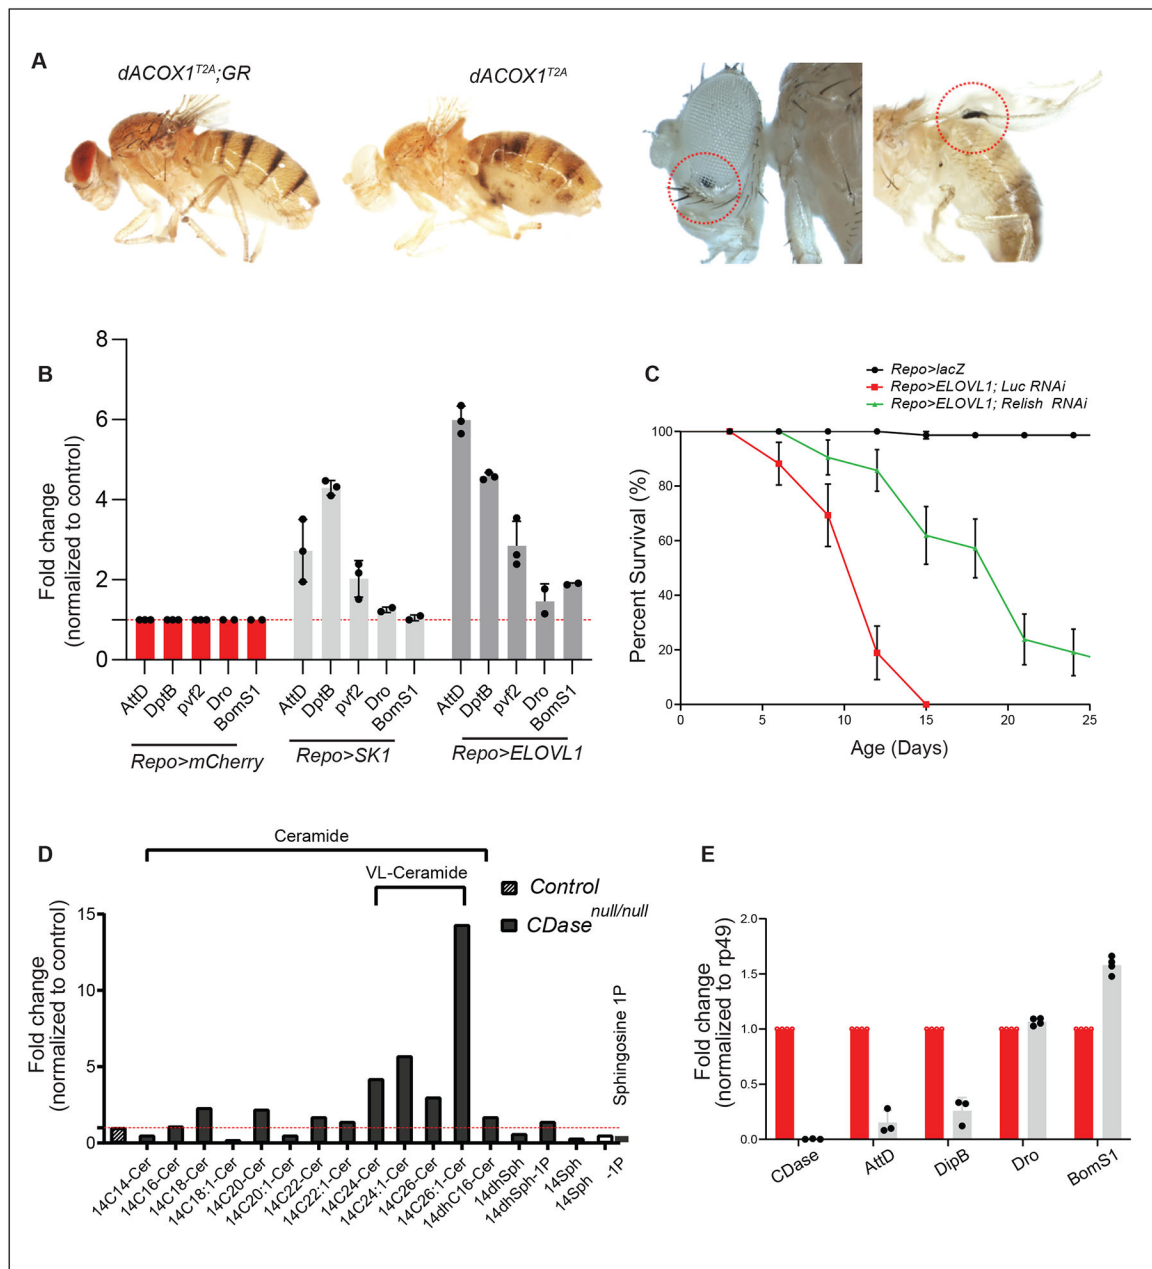 A
dACOX1T2A;GR
dACOX1T2A
B
Fold change
(normalized to control)
8
6
4
2
0
AttD
DptB
pvf2
Dro
BomS1
AttD
DptB
pvf2
Dro
BomS1
AttD
DptB
pvf2
Dro
BomS1
Repo>mCherry
Repo>SK1
Repo>ELOVL1
C
Repo>lacZ
Repo>ELOVL1; Luc RNAi
Repo>ELOVL1; Relish RNAi
Percent Survival (%)
100
80
60
40
20
0
0
5
10
15
20
25
Age (Days)
D
Ceramide
VL-Ceramide
Control
CDase null/null
Fold change
(normalized to control)
15
10
5
0
Sphingosine 1P
14C14-Cer
14C16-Cer
14C18-Cer
14C18:1-Cer
14C20-Cer
14C20:1-Cer
14C22-Cer
14C22:1-Cer
14C24-Cer
14C24:1-Cer
14C26-Cer
14C26:1-Cer
14dhC16-Cer
14dhSph
14dhSph-1P
14Sph
14Sph
-1P
E
Fold change
(normalized to rp49)
2.0
1.5
1.0
0.5
0.0
CDase
AttD
DipB
Dro
BomS1